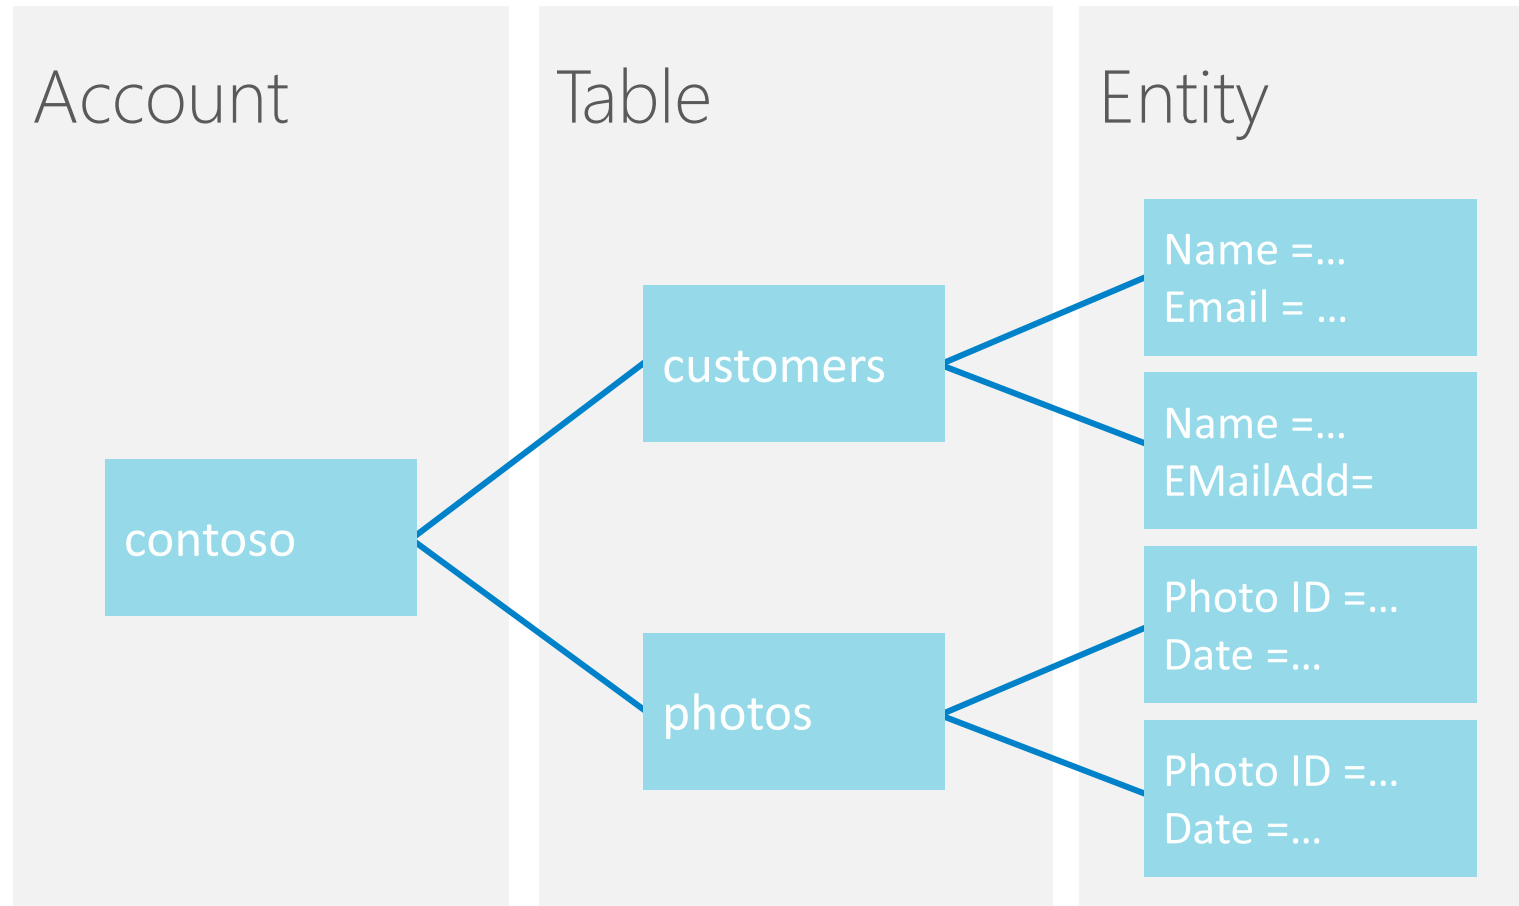 Account
Table
Entity
contoso
customers
photos
Name =...
Email = ...
Name =...
EMailAdd=
Photo ID =...
Date =...
Photo ID =...
Date =...